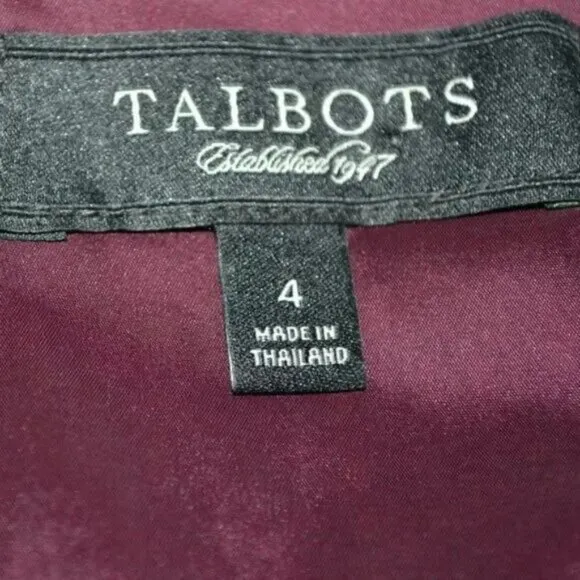 TALBOTS
Established 1947
4
MADE IN
THAILAND